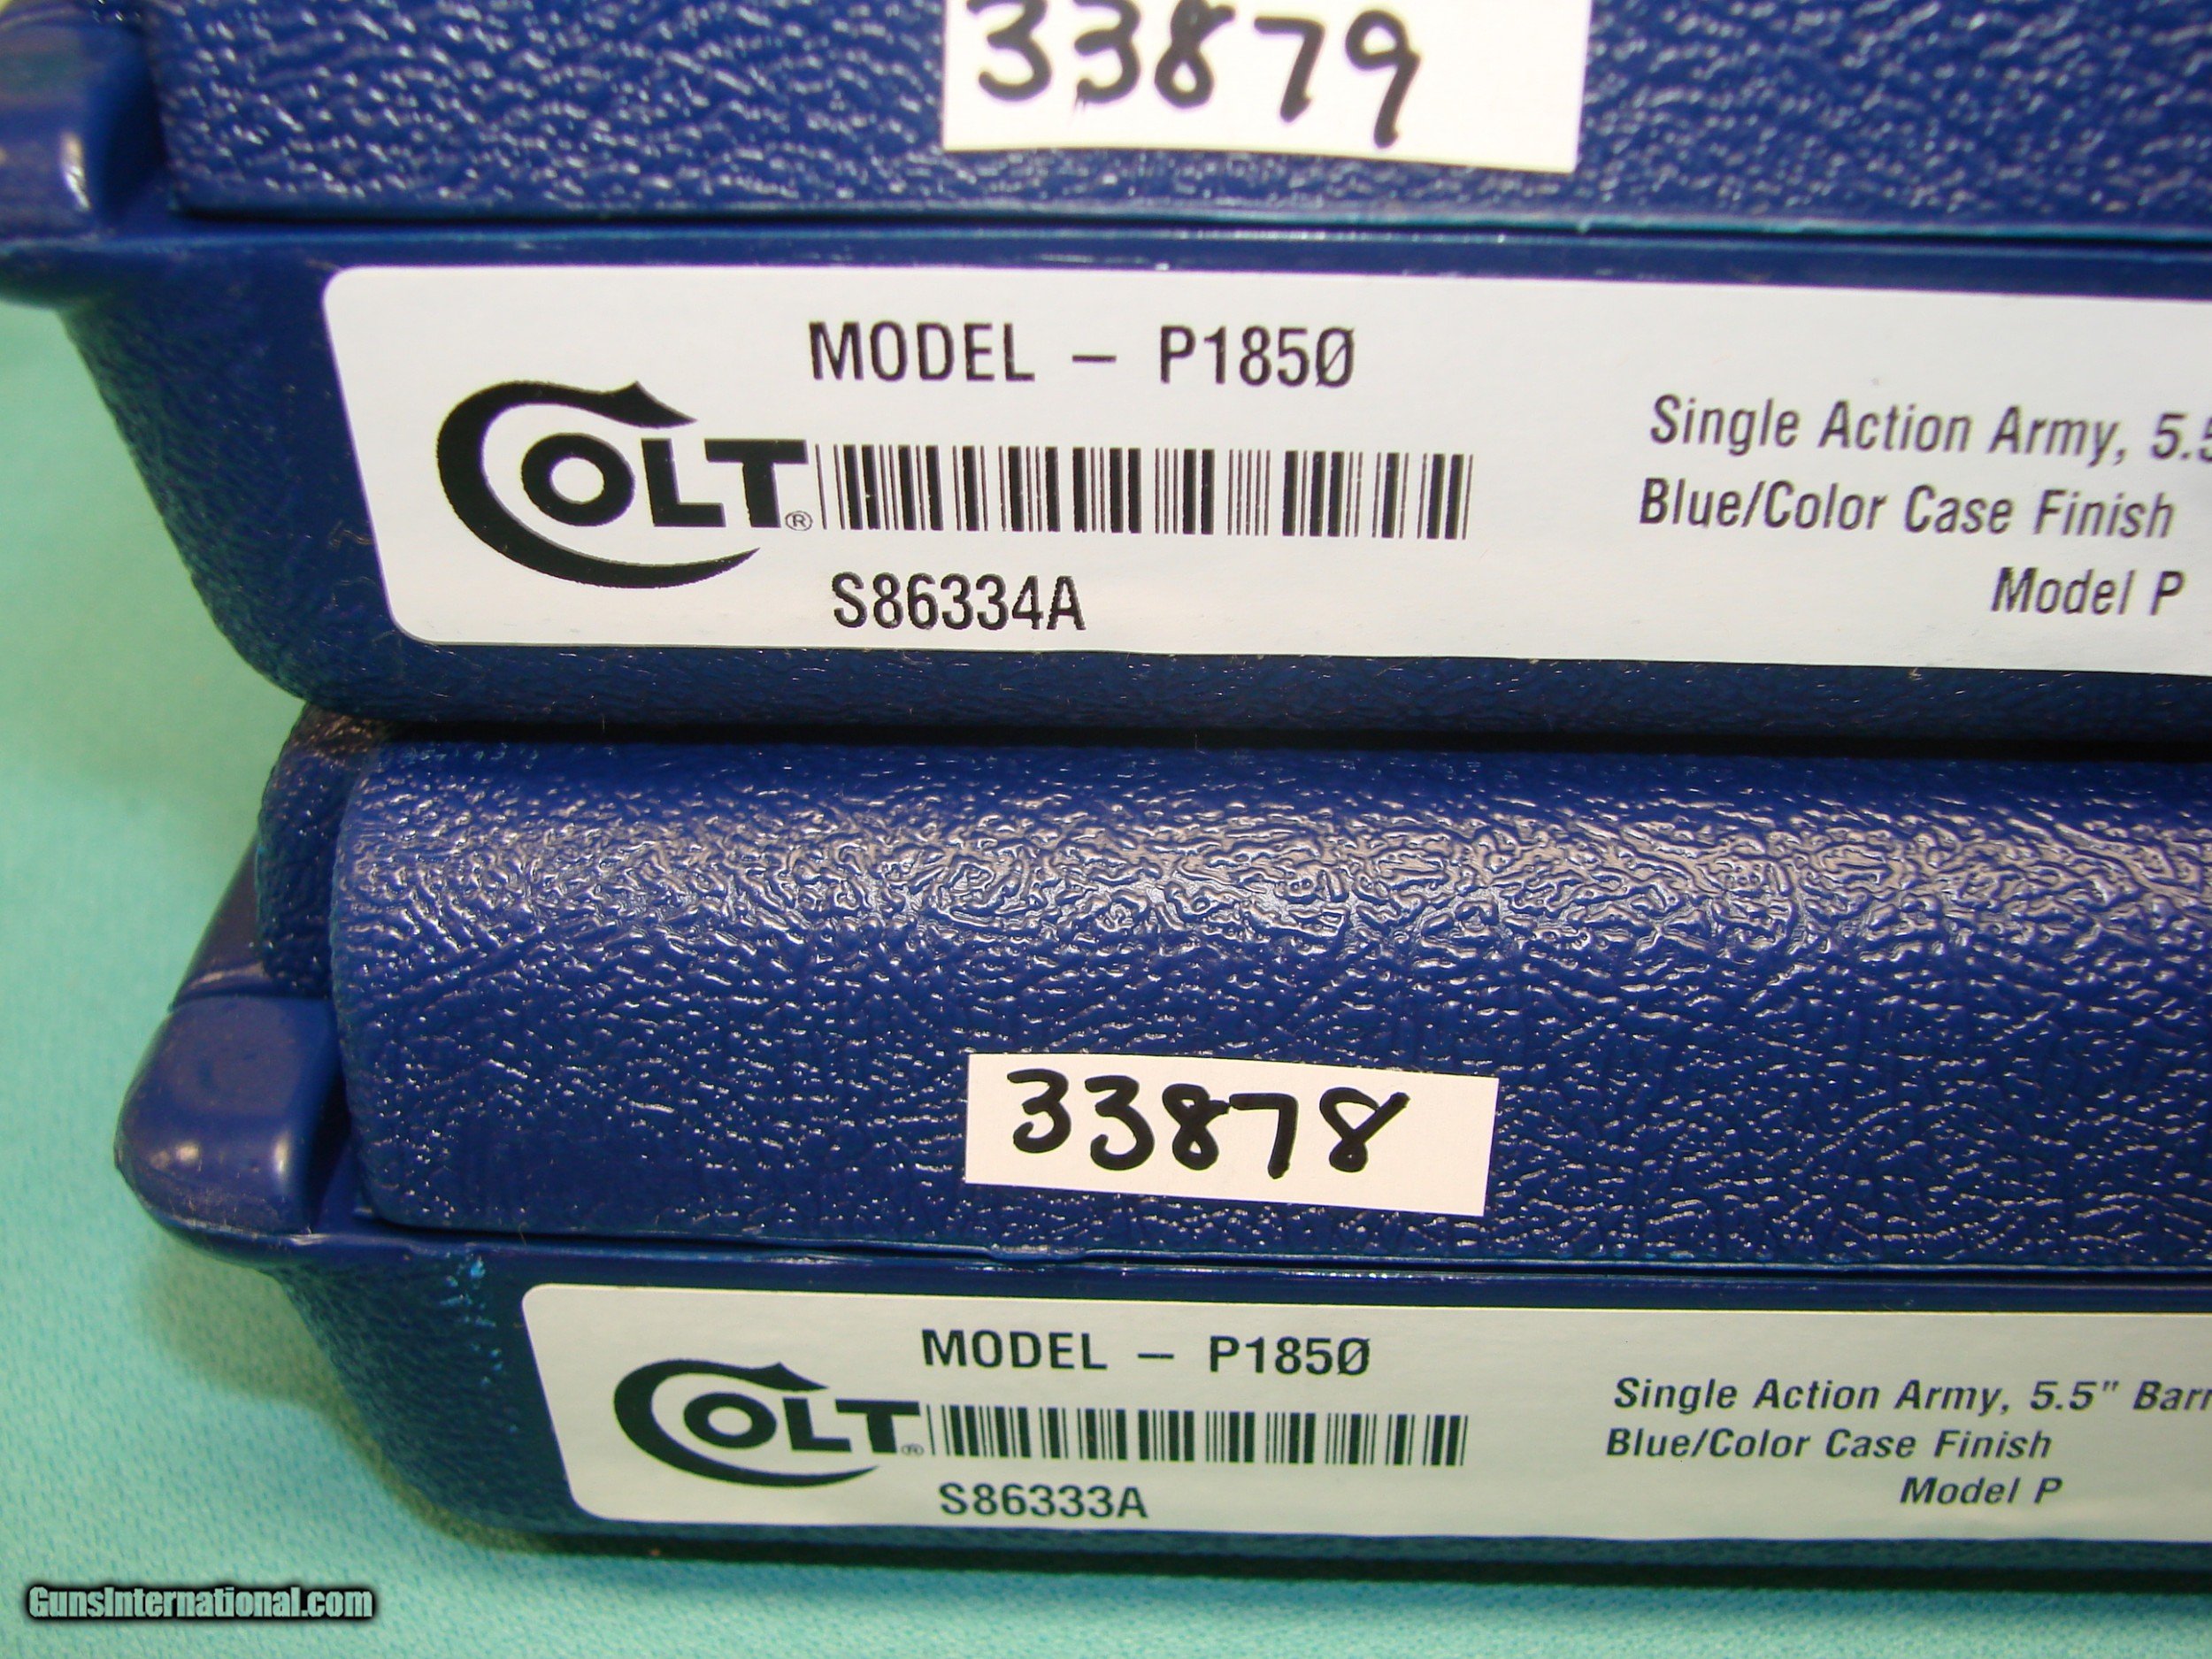 33879
MODEL – P185Ø
COLT®
S86334A
Single Action Army, 5.5
Blue/Color Case Finish
Model P
33878
MODEL – P185Ø
COLT®
S86333A
Single Action Army, 5.5" Barr
Blue/Color Case Finish
Model P
GunsInternational.com